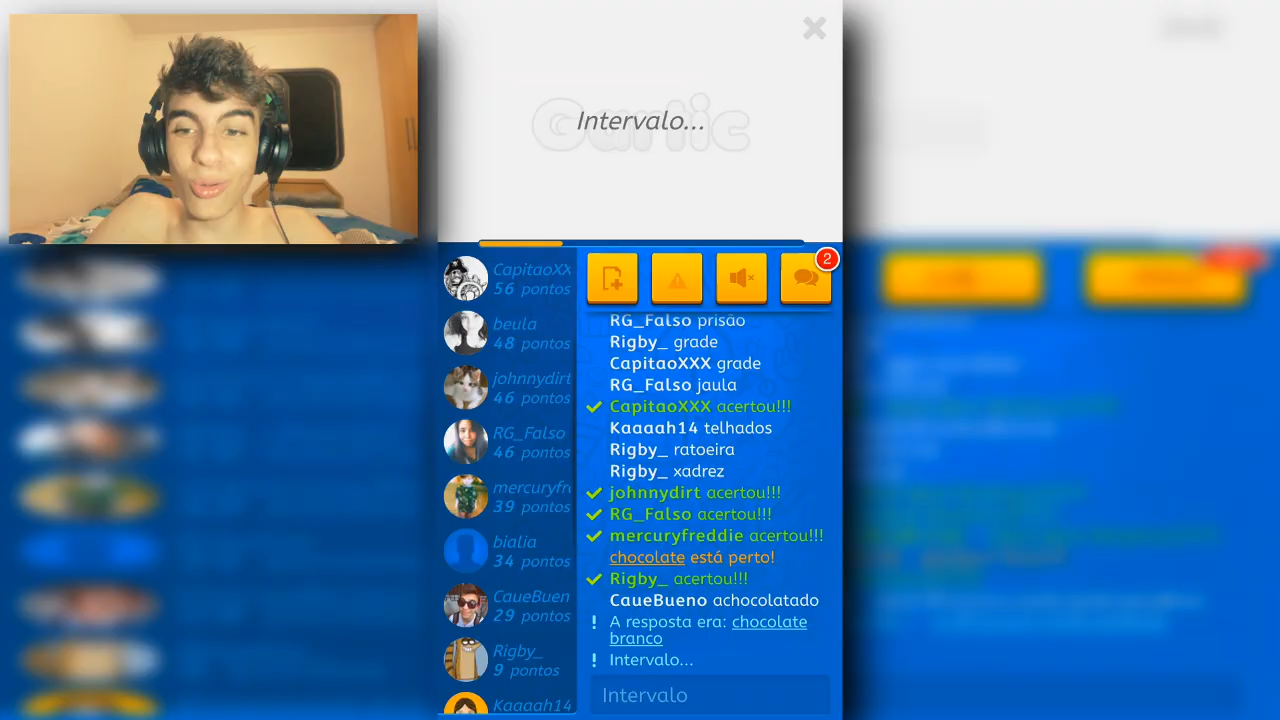 Gartic
Intervalo...
CapitaoXX
56 pontos
beula
48 pontos
johnnydirt
46 pontos
RG_Falso
46 pontos
mercuryfr
39 pontos
bialia
34 pontos
CaueBuen
29 pontos
Rigby_
9 pontos
Kaaaah14
2
RG_Falso prisão
Rigby_ grade
CapitaoXXX grade
RG_Falso jaula
CapitaoXXX acertou!!!
Kaaaah14 telhados
Rigby_ ratoeira
Rigby_ xadrez
johnnydirt acertou!!!
RG_Falso acertou!!!
mercuryfreddie acertou!!!
chocolate está perto!
Rigby_ acertou!!!
CaueBueno achocolatado
! A resposta era: chocolate
branco
! Intervalo...
Intervalo